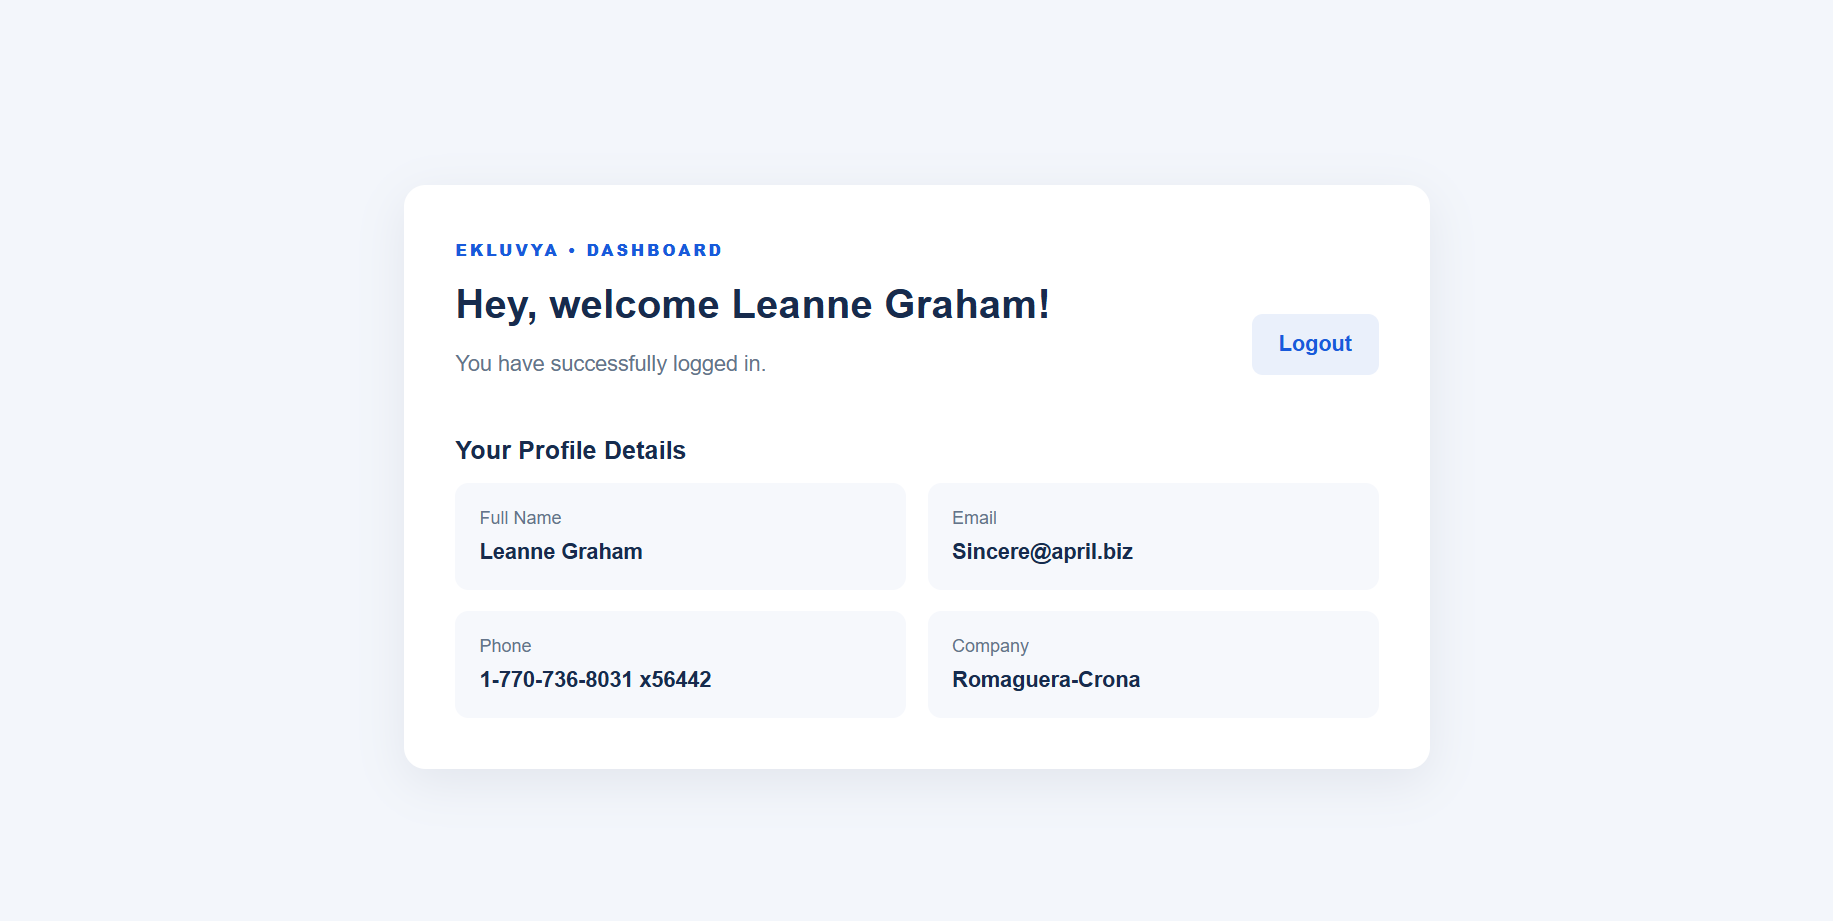 EKLUVYA • DASHBOARD
Hey, welcome Leanne Graham!
You have successfully logged in.
Logout
Your Profile Details
Full Name
Leanne Graham
Email
Sincere@april.biz
Phone
1-770-736-8031 x56442
Company
Romaguera-Crona